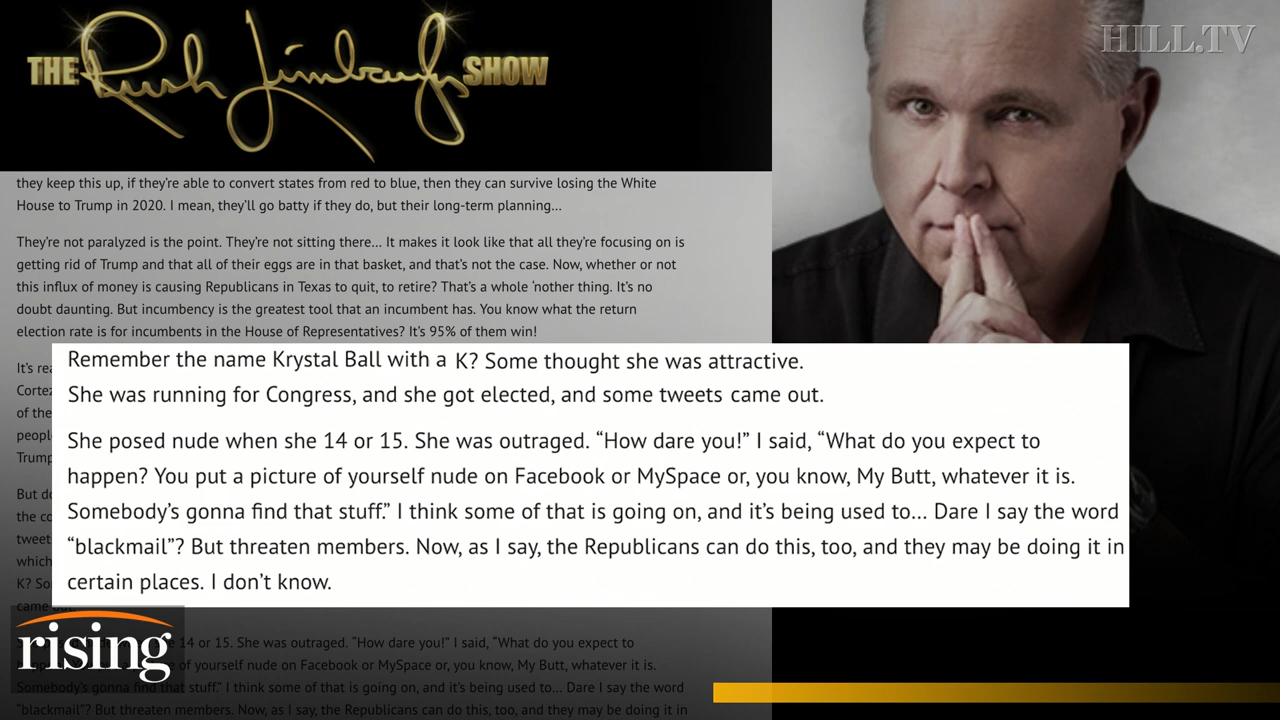 THE Rush Limbaugh SHOW
HILL.TV
they keep this up, if they're able to convert states from red to blue, then they can survive losing the White
House to Trump in 2020. I mean, they'll go batty if they do, but their long-term planning…
They're not paralyzed is the point. They're not sitting there… It makes it look like that all they're focusing on is
getting rid of Trump and that all of their eggs are in that basket, and that's not the case. Now, whether or not
this influx of money is causing Republicans in Texas to quit, to retire? That's a whole 'nother thing. It's no
doubt daunting. But incumbency is the greatest tool that an incumbent has. You know what the return
election rate is for incumbents in the House of Representatives? It's 95% of them win!
It's
of the
Trump
Remember the name Krystal Ball with a K? Some thought she was attractive.
She was running for Congress, and she got elected, and some tweets came out.
She posed nude when she 14 or 15. She was outraged. “How dare you!” I said, “What do you expect to
happen? You put a picture of yourself nude on Facebook or MySpace or, you know, My Butt, whatever it is.
Somebody's gonna find that stuff.” I think some of that is going on, and it's being used to… Dare I say the word
“blackmail”? But threaten members. Now, as I say, the Republicans can do this, too, and they may be doing it in
certain places. I don't know.
But
the
which
K?
came
rising
14 or 15. She was outraged. “How dare you!” I said, “What do you expect to
of yourself nude on Facebook or MySpace or, you know, My Butt, whatever it is.
Somebody's gonna find that stuff.” I think some of that is going on, and it's being used to… Dare I say the word
“blackmail”? But threaten members. Now, as I say, the Republicans can do this, too, and they may be doing it in